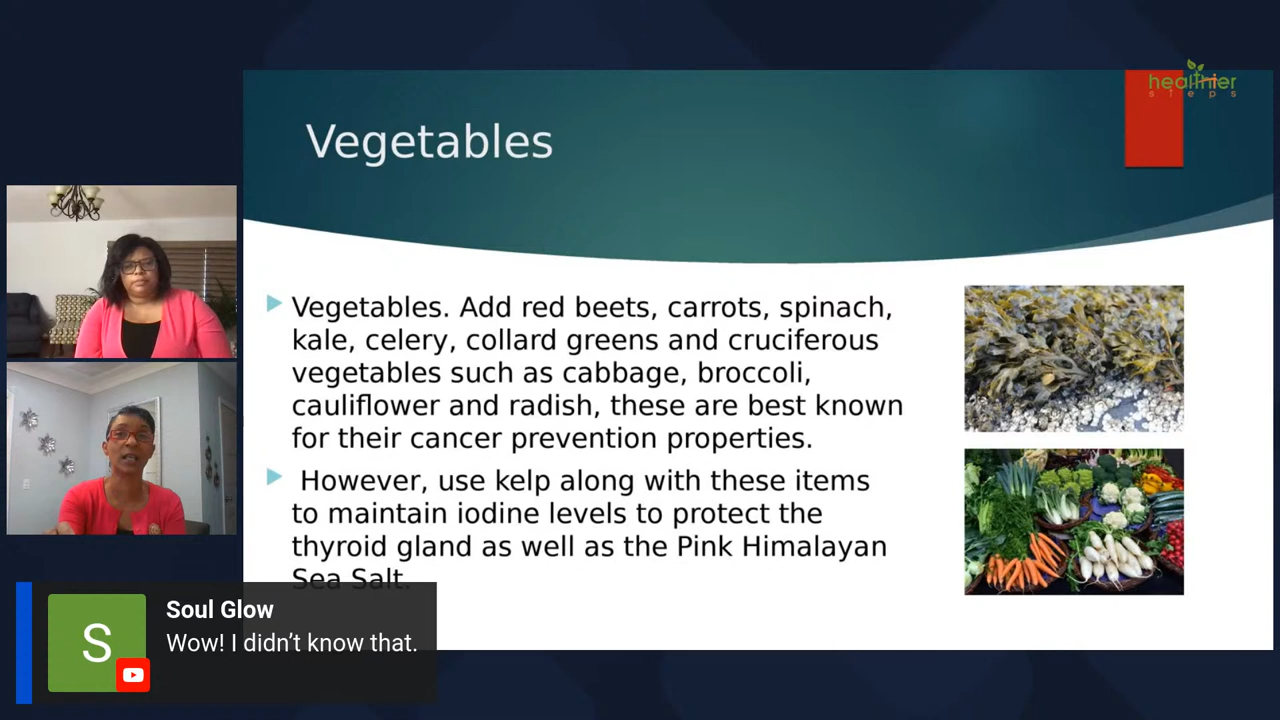 healthier
steps
Vegetables
Vegetables. Add red beets, carrots, spinach,
kale, celery, collard greens and cruciferous
vegetables such as cabbage, broccoli,
cauliflower and radish, these are best known
for their cancer prevention properties.
However, use kelp along with these items
to maintain iodine levels to protect the
thyroid gland as well as the Pink Himalayan
Sea Salt.
S
Soul Glow
Wow! I didn’t know that.